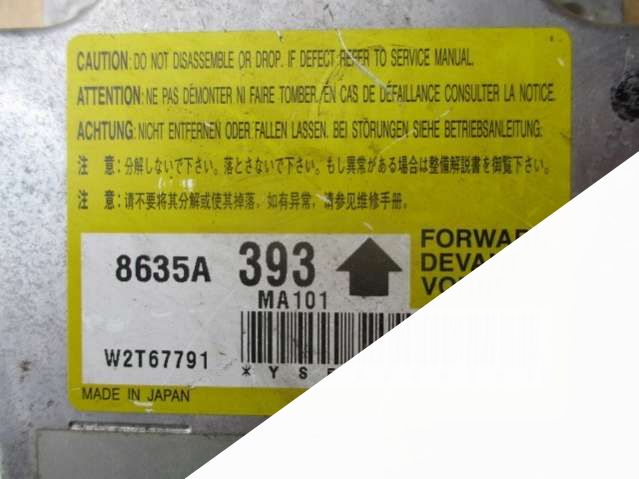 CAUTION: DO NOT DISASSEMBLE OR DROP. IF DEFECT REFER TO SERVICE MANUAL.
ATTENTION: NE PAS DÉMONTER NI FAIRE TOMBER. EN CAS DE DEFAILLANCE CONSULTER LA NOTICE.
ACHTUNG: NICHT ENTFERNEN ODER FALLEN LASSEN. BEI STÖRUNGEN SIEHE BETRIEBSANLEITUNG.
注 意:分解しないで下さい。落とさないで下さい。もし異常がある場合は整備解説書を御覧下さい。
注 意:请不要将其分解或使其掉落,如有异常,请参见维修手册。
8635A 393
MA101
W2T67791
*YS
MADE IN JAPAN